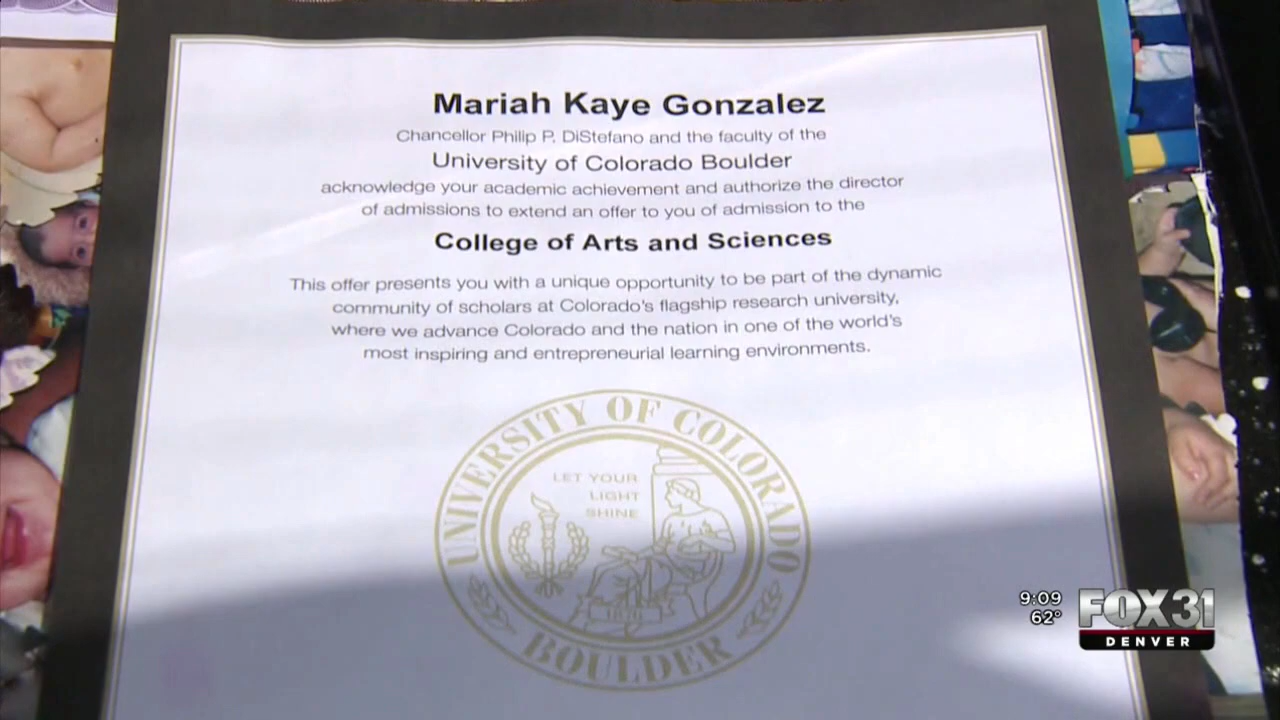 Mariah Kaye Gonzalez
Chancellor Philip P. DiStefano and the faculty of the
University of Colorado Boulder
acknowledge your academic achievement and authorize the director
of admissions to extend an offer to you of admission to the
College of Arts and Sciences
This offer presents you with a unique opportunity to be part of the dynamic
community of scholars at Colorado's flagship research university,
where we advance Colorado and the nation in one of the world's
most inspiring and entrepreneurial learning environments.
UNIVERSITY OF COLORADO
LET YOUR
LIGHT
SHINE
1876
BOULDER
9:09
62°
FOX31
DENVER